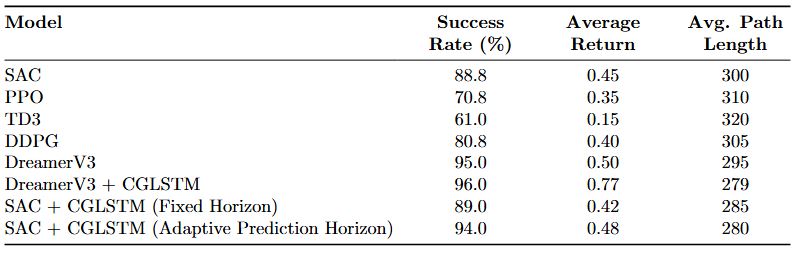 Model Success Rate (%) Average Return Avg. Path Length
SAC 88.8 0.45 300
PPO 70.8 0.35 310
TD3 61.0 0.15 320
DDPG 80.8 0.40 305
DreamerV3 95.0 0.50 295
DreamerV3 + CGLSTM 96.0 0.77 279
SAC + CGLSTM (Fixed Horizon) 89.0 0.42 285
SAC + CGLSTM (Adaptive Prediction Horizon) 94.0 0.48 280